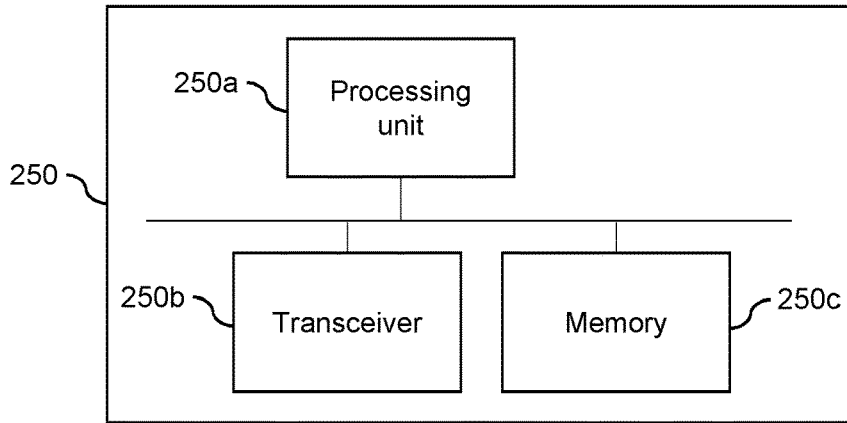 250a
Processing
unit
250
250b
Transceiver
Memory
250c